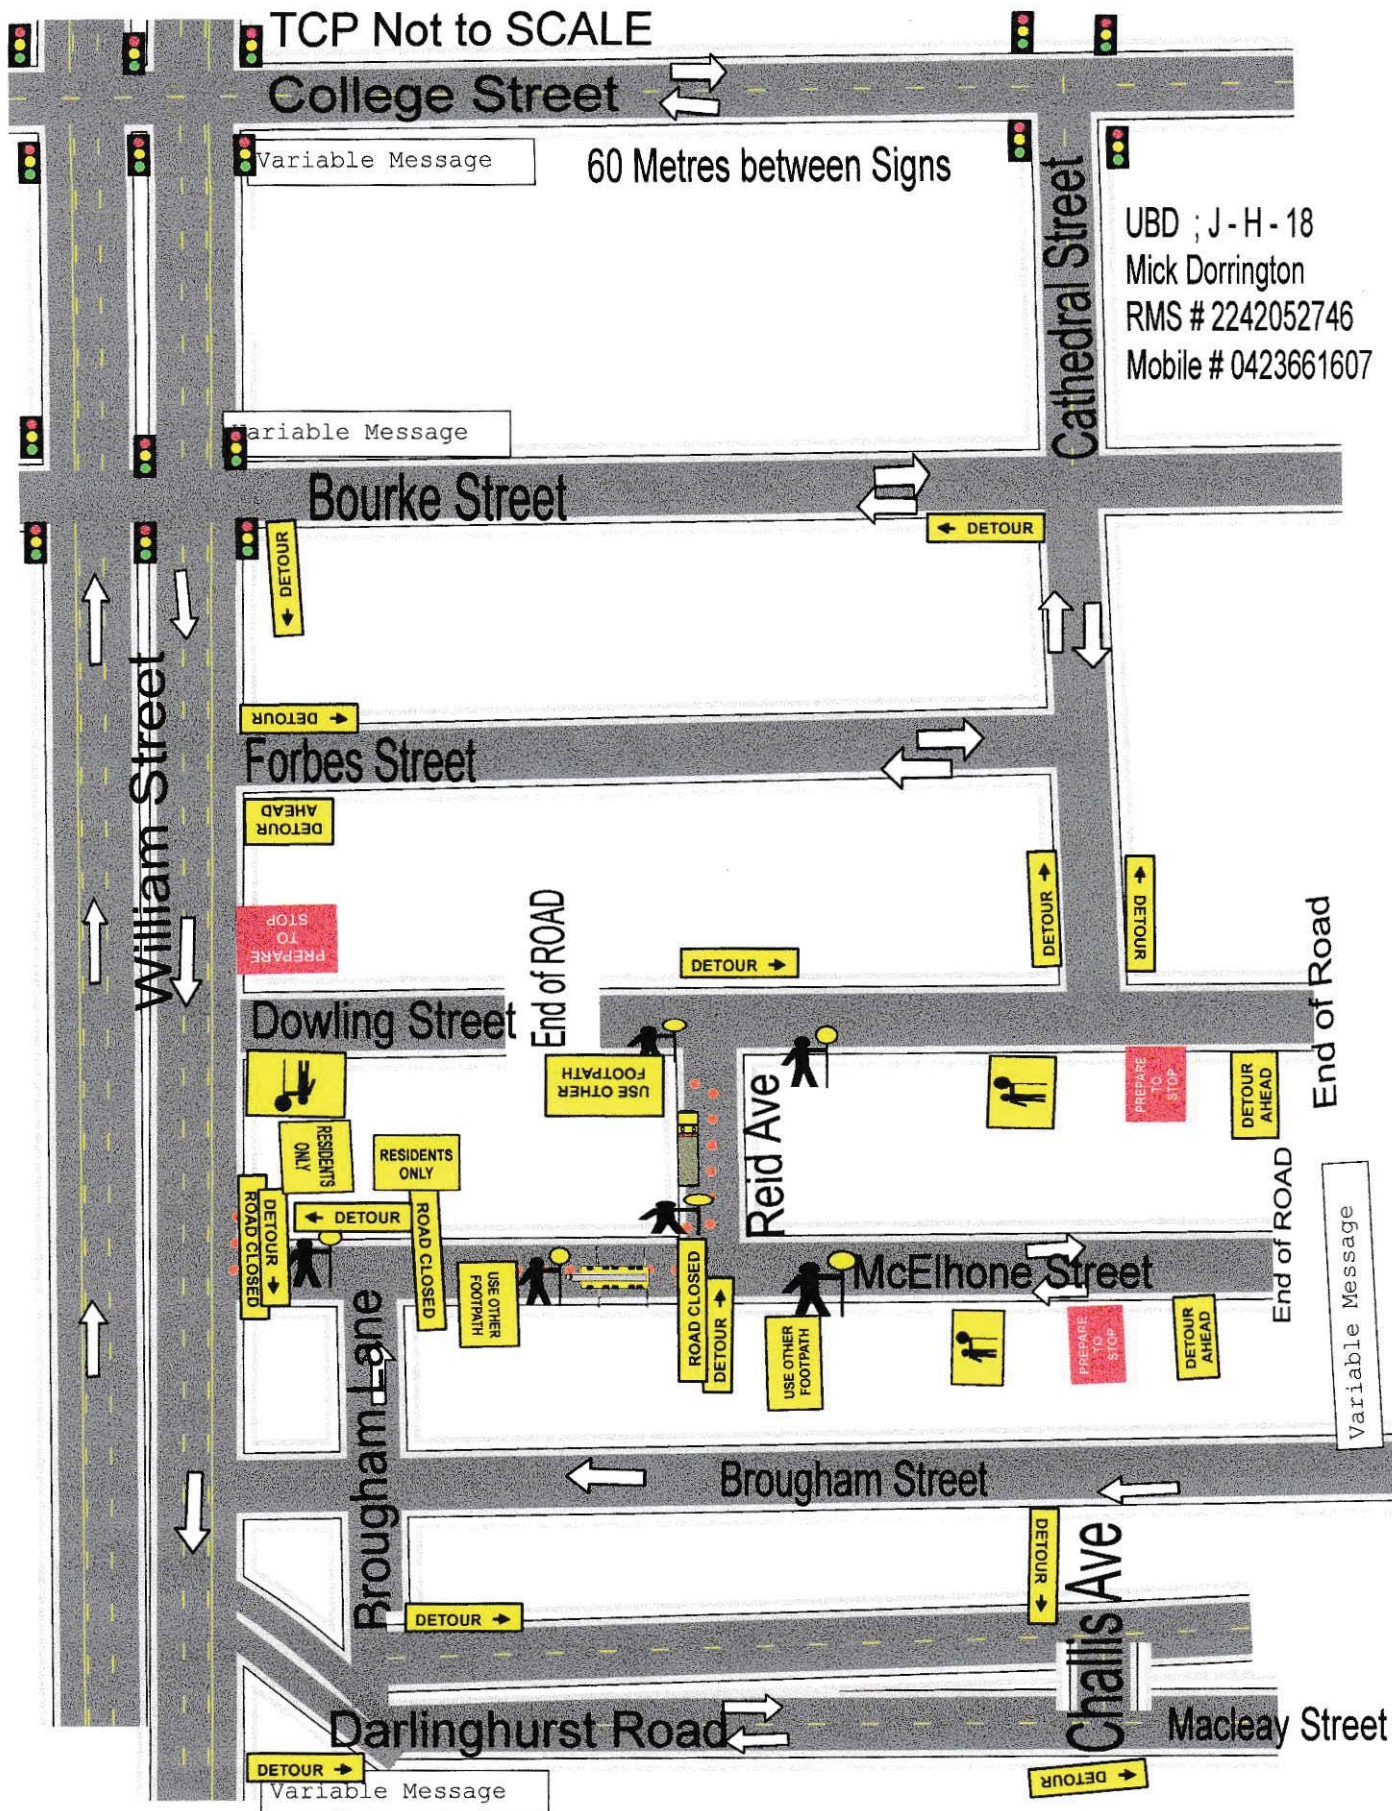 TCP Not to SCALE
College Street
Variable Message
60 Metres between Signs
Cathedral Street
UBD ; J - H - 18
Mick Dorrington
RMS # 2242052746
Mobile # 0423661607
Variable Message
Bourke Street
← DETOUR
DETOUR →
William Street
DETOUR →
Forbes Street
DETOUR
AHEAD
PREPARE
TO
STOP
DETOUR →
← DETOUR
End of ROAD
DETOUR →
End of Road
Dowling Street
USE OTHER
FOOTPATH
Reid Ave
PREPARE
TO
STOP
DETOUR
AHEAD
RESIDENTS
ONLY
RESIDENTS
ONLY
ROAD CLOSED
DETOUR →
← DETOUR
ROAD CLOSED
USE OTHER
FOOTPATH
ROAD CLOSED
DETOUR →
USE OTHER
FOOTPATH
McElhone Street
End of ROAD
PREPARE
TO
STOP
DETOUR
AHEAD
Variable Message
Brougham Lane
Brougham Street
DETOUR →
DETOUR →
Challis Ave
Darlinghurst Road
Macleay Street
DETOUR →
Variable Message
DETOUR →